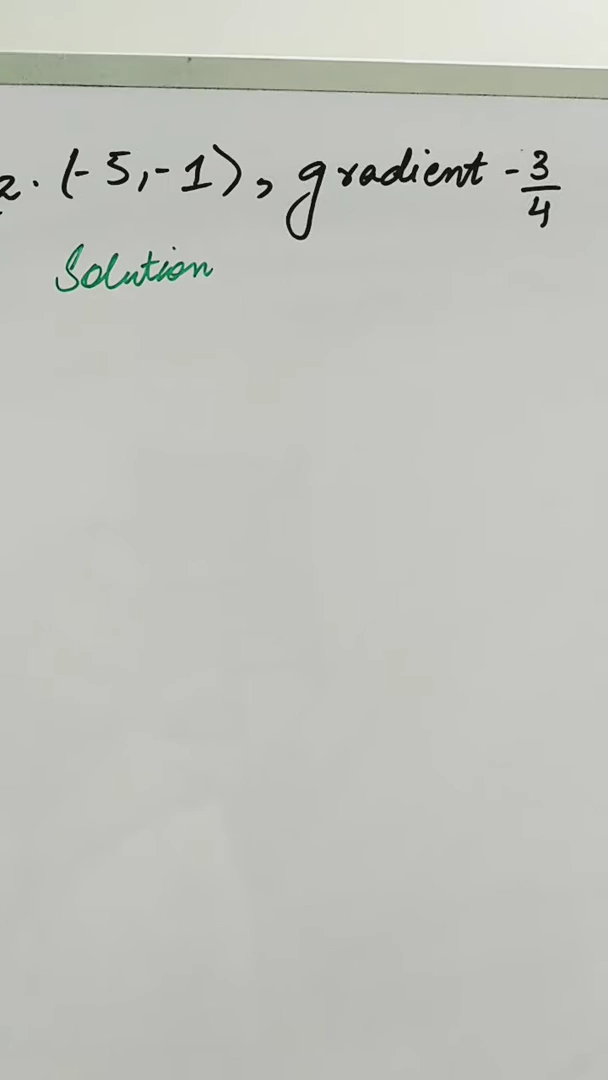 2. (-5,-1), gradient -3/4
Solution